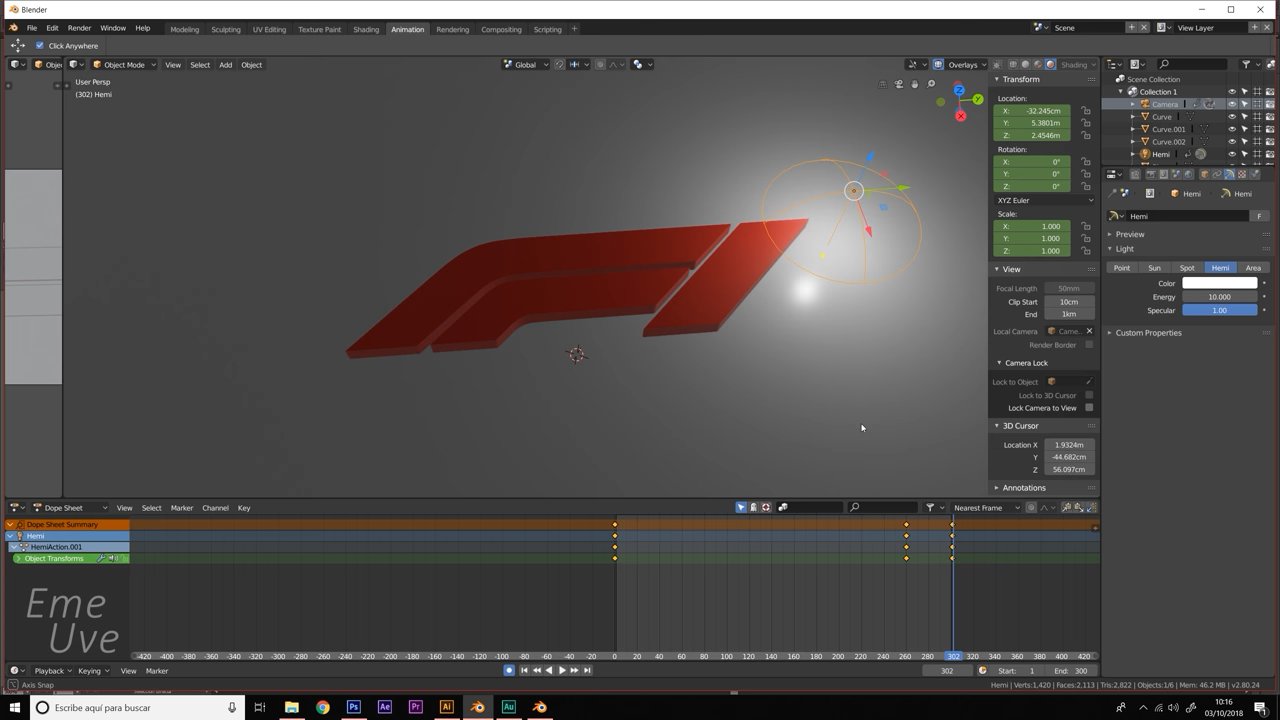 Blender
File Edit Render Window Help
Modeling Sculpting UV Editing Texture Paint Shading Animation Rendering Compositing Scripting +
Scene View Layer
Click Anywhere
Objec Object Mode View Select Add Object Global Overlays Shading
User Persp
(302) Hemi
Z Y X
Transform
Location:
X: -32.245cm
Y: 5.3801m
Z: 2.4546m
Rotation:
X: 0°
Y: 0°
Z: 0°
XYZ Euler
Scale:
X: 1.000
Y: 1.000
Z: 1.000
View
Focal Length 50mm
Clip Start 10cm
End 1km
Local Camera Came...
Render Border
Camera Lock
Lock to Object
Lock to 3D Cursor
Lock Camera to View
3D Cursor
Location X 1.9324m
Y -44.682cm
Z 56.097cm
Annotations
Scene Collection
Collection 1
Camera
Curve
Curve.001
Curve.002
Hemi
Hemi Hemi
Hemi F
Preview
Light
Point Sun Spot Hemi Area
Color
Energy 10.000
Specular 1.00
Custom Properties
Dope Sheet View Select Marker Channel Key Nearest Frame
Dope Sheet Summary
Hemi
HemiAction.001
Object Transforms
Eme
Uve
-420 -400 -380 -360 -340 -320 -300 -280 -260 -240 -220 -200 -180 -160 -140 -120 -100 -80 -60 -40 -20 0 20 40 60 80 100 120 140 160 180 200 220 240 260 280 302 320 340 360 380 400 420
Playback Keying View Marker 302 Start: 1 End: 300
Axis Snap Hemi | Verts:1,420 | Faces:2,113 | Tris:2,822 | Objects:1/6 | Mem: 46.2 MB | v2.80.24
Escribe aquí para buscar
Ps Ae Pr Ai Au
10:16
03/10/2018